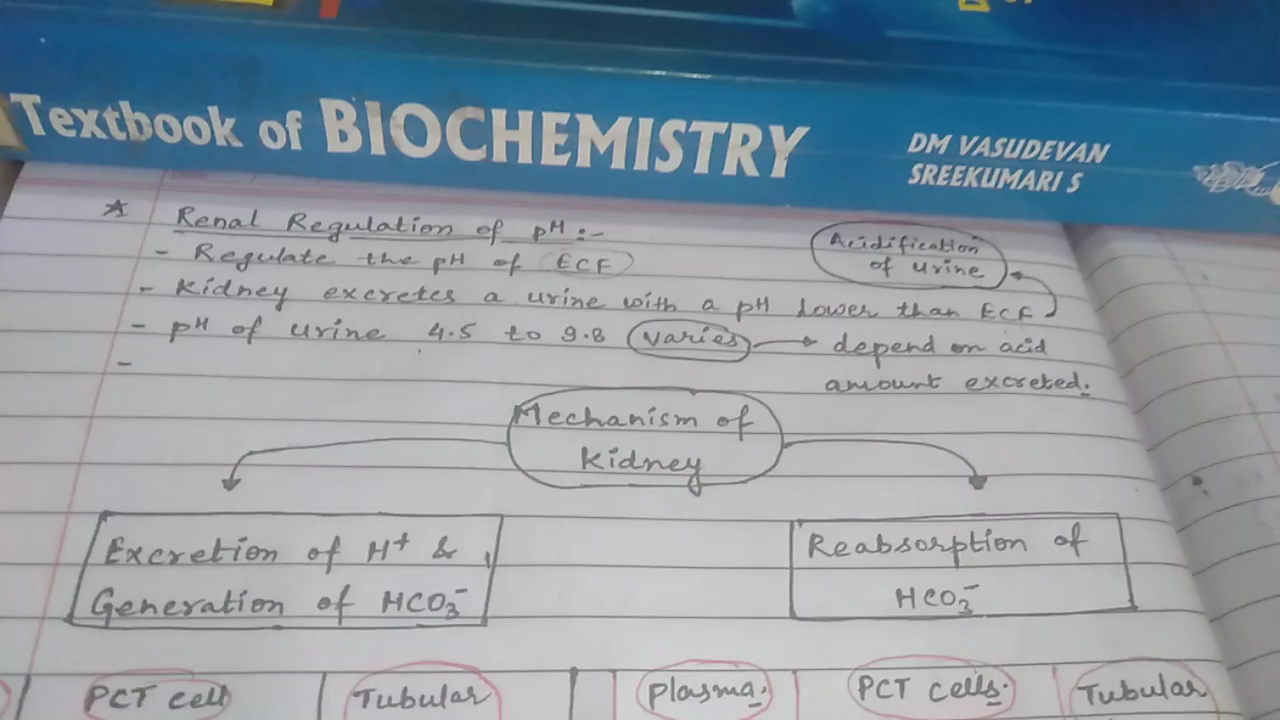 Textbook of BIOCHEMISTRY
DM VASUDEVAN
SREEKUMARI S
* Renal Regulation of pH :-
- Regulate the pH of ECF
Acidification
of urine
- Kidney excretes a urine with a pH lower than ECF
- pH of urine 4.5 to 9.8 varies → depend on acid
amount excreted.
-
Mechanism of
Kidney
Excretion of H+ &
Generation of HCO3-
Reabsorption of
HCO3-
PCT cell
Tubular
Plasma.
PCT cells.
Tubular